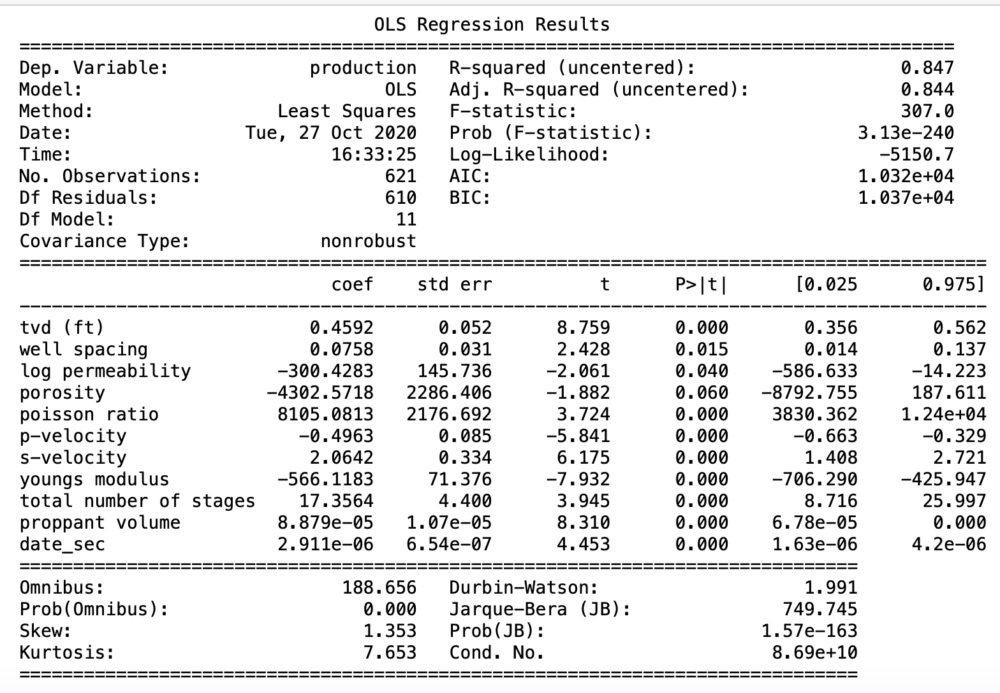 OLS Regression Results
==============================================================================
Dep. Variable: production R-squared (uncentered): 0.847
Model: OLS Adj. R-squared (uncentered): 0.844
Method: Least Squares F-statistic: 307.0
Date: Tue, 27 Oct 2020 Prob (F-statistic): 3.13e-240
Time: 16:33:25 Log-Likelihood: -5150.7
No. Observations: 621 AIC: 1.032e+04
Df Residuals: 610 BIC: 1.037e+04
Df Model: 11
Covariance Type: nonrobust
==============================================================================
coef std err t P>|t| [0.025 0.975]
------------------------------------------------------------------------------
tvd (ft) 0.4592 0.052 8.759 0.000 0.356 0.562
well spacing 0.0758 0.031 2.428 0.015 0.014 0.137
log permeability -300.4283 145.736 -2.061 0.040 -586.633 -14.223
porosity -4302.5718 2286.406 -1.882 0.060 -8792.755 187.611
poisson ratio 8105.0813 2176.692 3.724 0.000 3830.362 1.24e+04
p-velocity -0.4963 0.085 -5.841 0.000 -0.663 -0.329
s-velocity 2.0642 0.334 6.175 0.000 1.408 2.721
youngs modulus -566.1183 71.376 -7.932 0.000 -706.290 -425.947
total number of stages 17.3564 4.400 3.945 0.000 8.716 25.997
proppant volume 8.879e-05 1.07e-05 8.310 0.000 6.78e-05 0.000
date_sec 2.911e-06 6.54e-07 4.453 0.000 1.63e-06 4.2e-06
==============================================================================
Omnibus: 188.656 Durbin-Watson: 1.991
Prob(Omnibus): 0.000 Jarque-Bera (JB): 749.745
Skew: 1.353 Prob(JB): 1.57e-163
Kurtosis: 7.653 Cond. No. 8.69e+10
==============================================================================